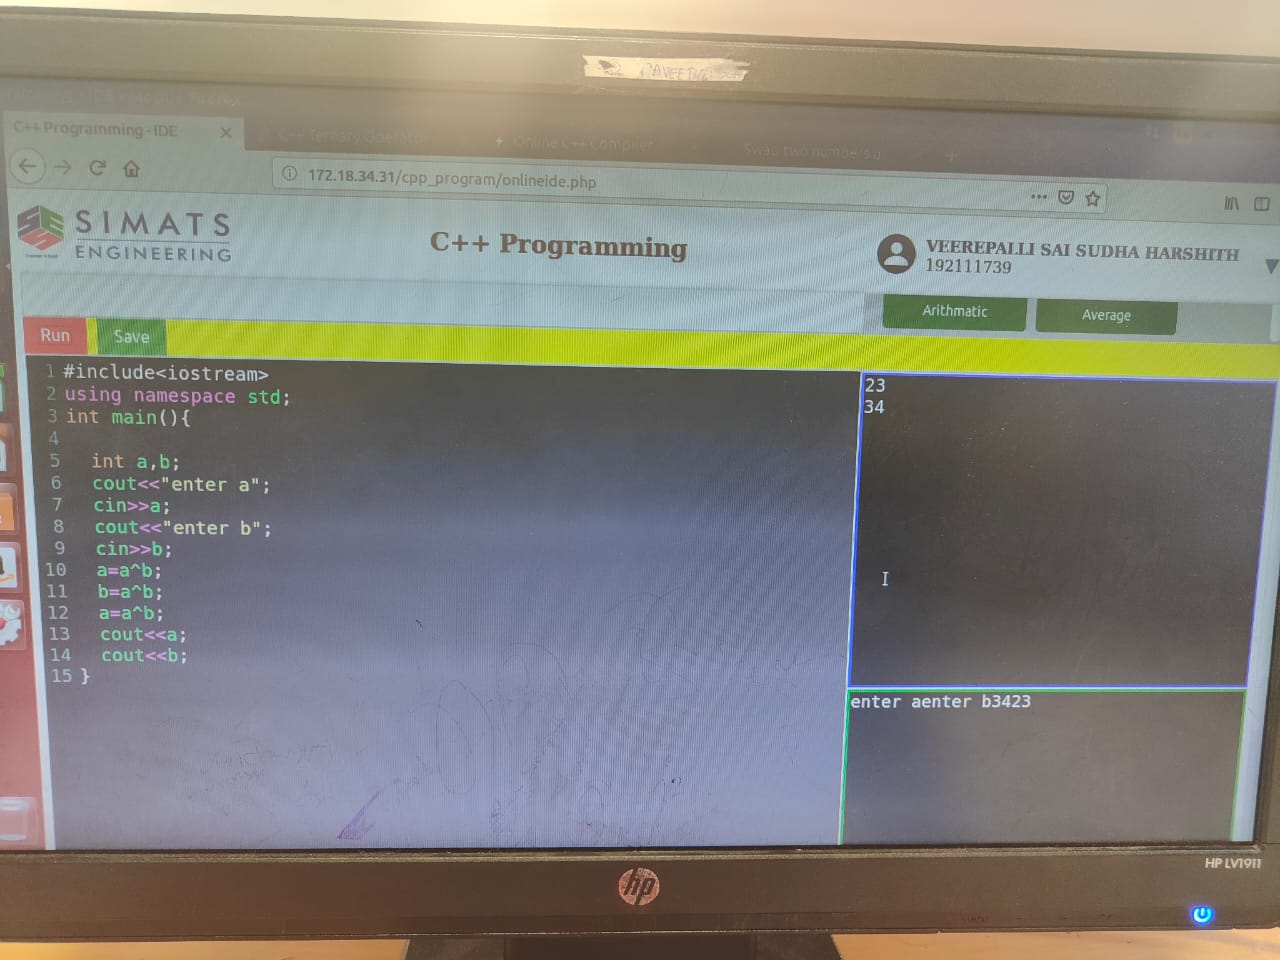 C++ Programming - IDE
C++ Ternary Operator
Online C++ Compiler
Swap two numbers u
172.18.34.31/cpp_program/onlineide.php
SIMATS
ENGINEERING
C++ Programming
VEEREPALLI SAI SUDHA HARSHITH
192111739
Arithmatic
Average
Run
Save
1 #include<iostream>
2 using namespace std;
3 int main(){
4
5 int a,b;
6 cout<<"enter a";
7 cin>>a;
8 cout<<"enter b";
9 cin>>b;
10 a=a^b;
11 b=a^b;
12 a=a^b;
13 cout<<a;
14 cout<<b;
15 }
23
34
enter aenter b3423
hp
HP LV1911